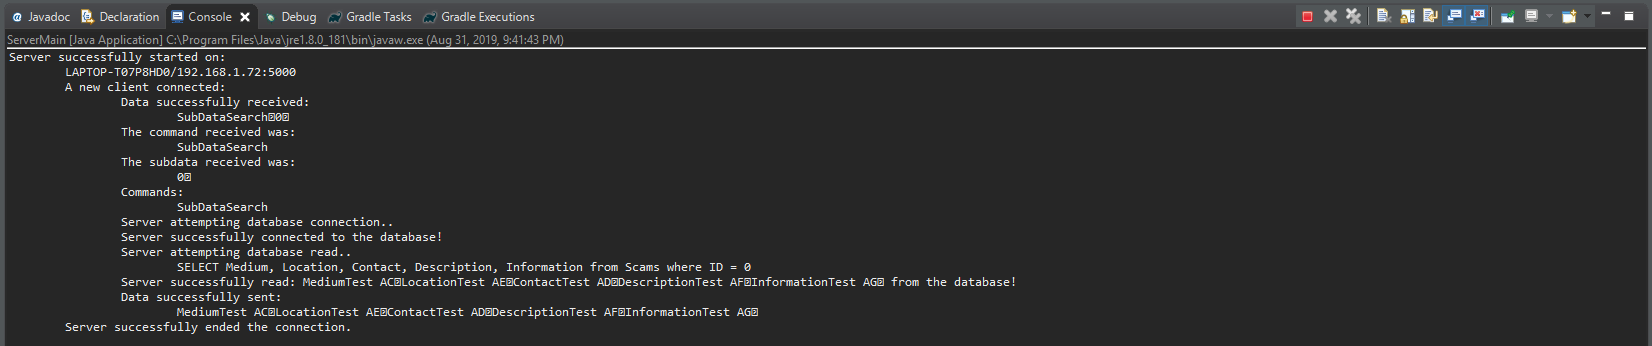 Javadoc Declaration Console Debug Gradle Tasks Gradle Executions
ServerMain [Java Application] C:\Program Files\Java\jre1.8.0_181\bin\javaw.exe (Aug 31, 2019, 9:41:43 PM)
Server successfully started on:
LAPTOP-T07P8HD0/192.168.1.72:5000
A new client connected:
Data successfully received:
SubDataSearch�0�
The command received was:
SubDataSearch
The subdata received was:
0�
Commands:
SubDataSearch
Server attempting database connection..
Server successfully connected to the database!
Server attempting database read..
SELECT Medium, Location, Contact, Description, Information from Scams where ID = 0
Server successfully read: MediumTest AC�LocationTest AE�ContactTest AD�DescriptionTest AF�InformationTest AG� from the database!
Data successfully sent:
MediumTest AC�LocationTest AE�ContactTest AD�DescriptionTest AF�InformationTest AG�
Server successfully ended the connection.